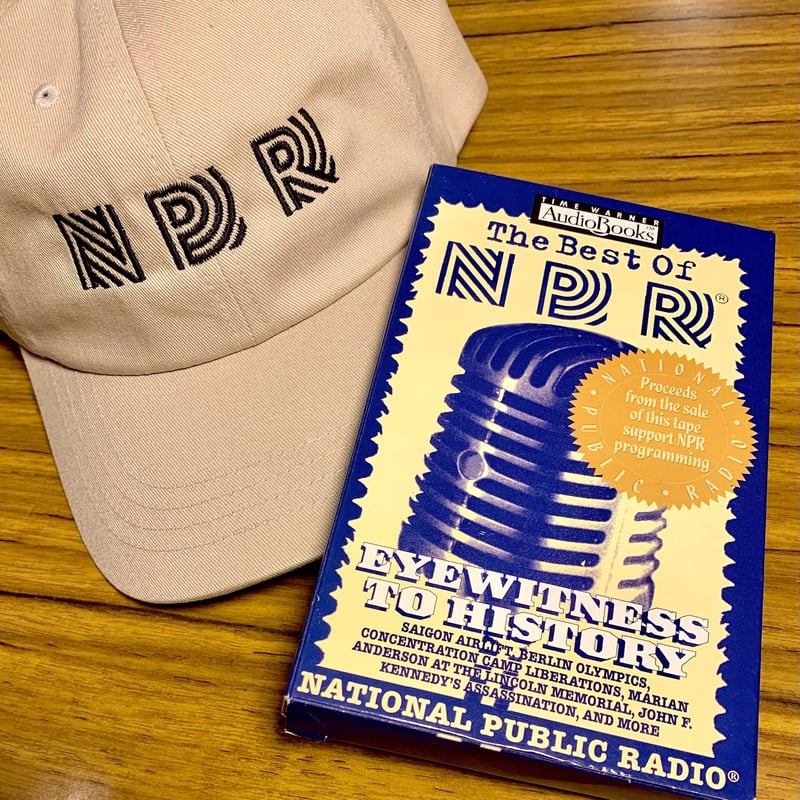 NPR
TIME WARNER
AudioBooks™
The Best Of
NPR®
NATIONAL PUBLIC RADIO
Proceeds
from the sale
of this tape
support NPR
programming
EYEWITNESS
TO HISTORY
SAIGON AIRLIFT, BERLIN OLYMPICS,
CONCENTRATION CAMP LIBERATIONS, MARIAN
ANDERSON AT THE LINCOLN MEMORIAL, JOHN F.
KENNEDY'S ASSASSINATION, AND MORE
NATIONAL PUBLIC RADIO®